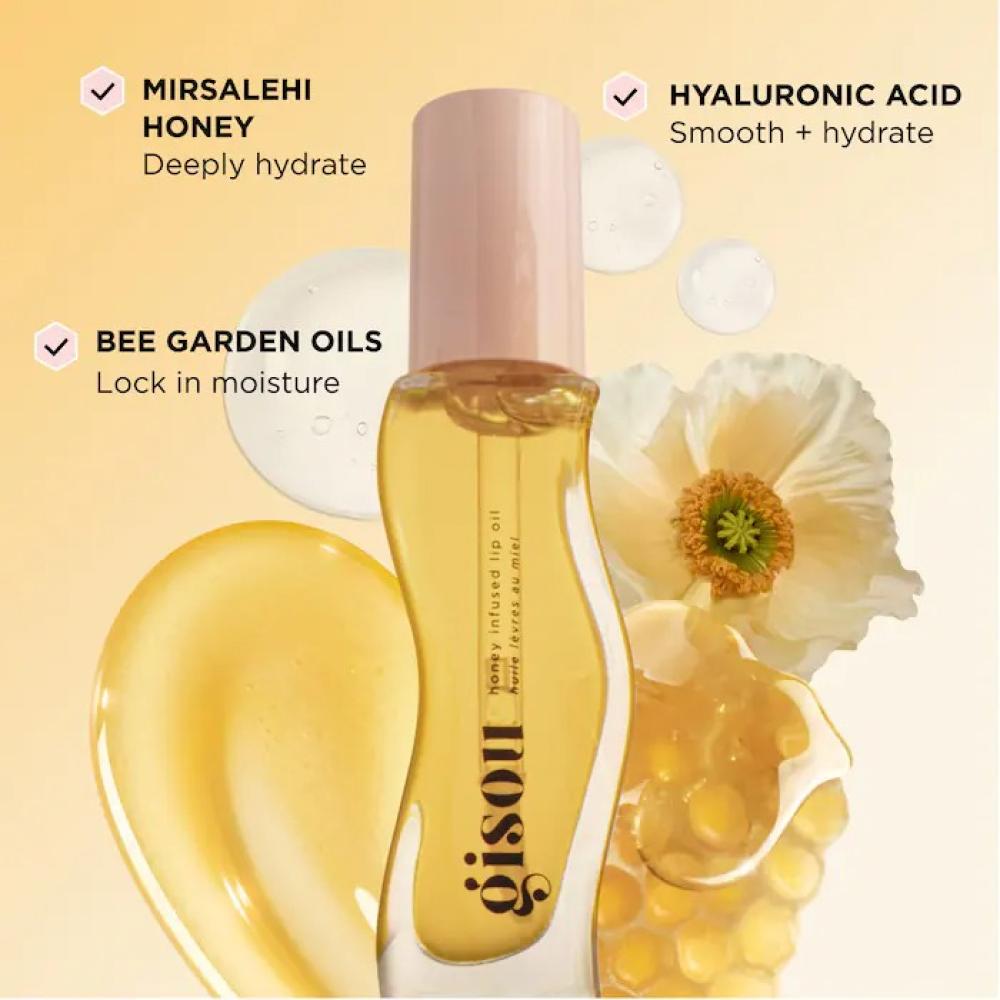 MIRSALEHI
HONEY
Deeply hydrate
HYALURONIC ACID
Smooth + hydrate
BEE GARDEN OILS
Lock in moisture
honey infused lip oil
huile lèvres au miel
gisou